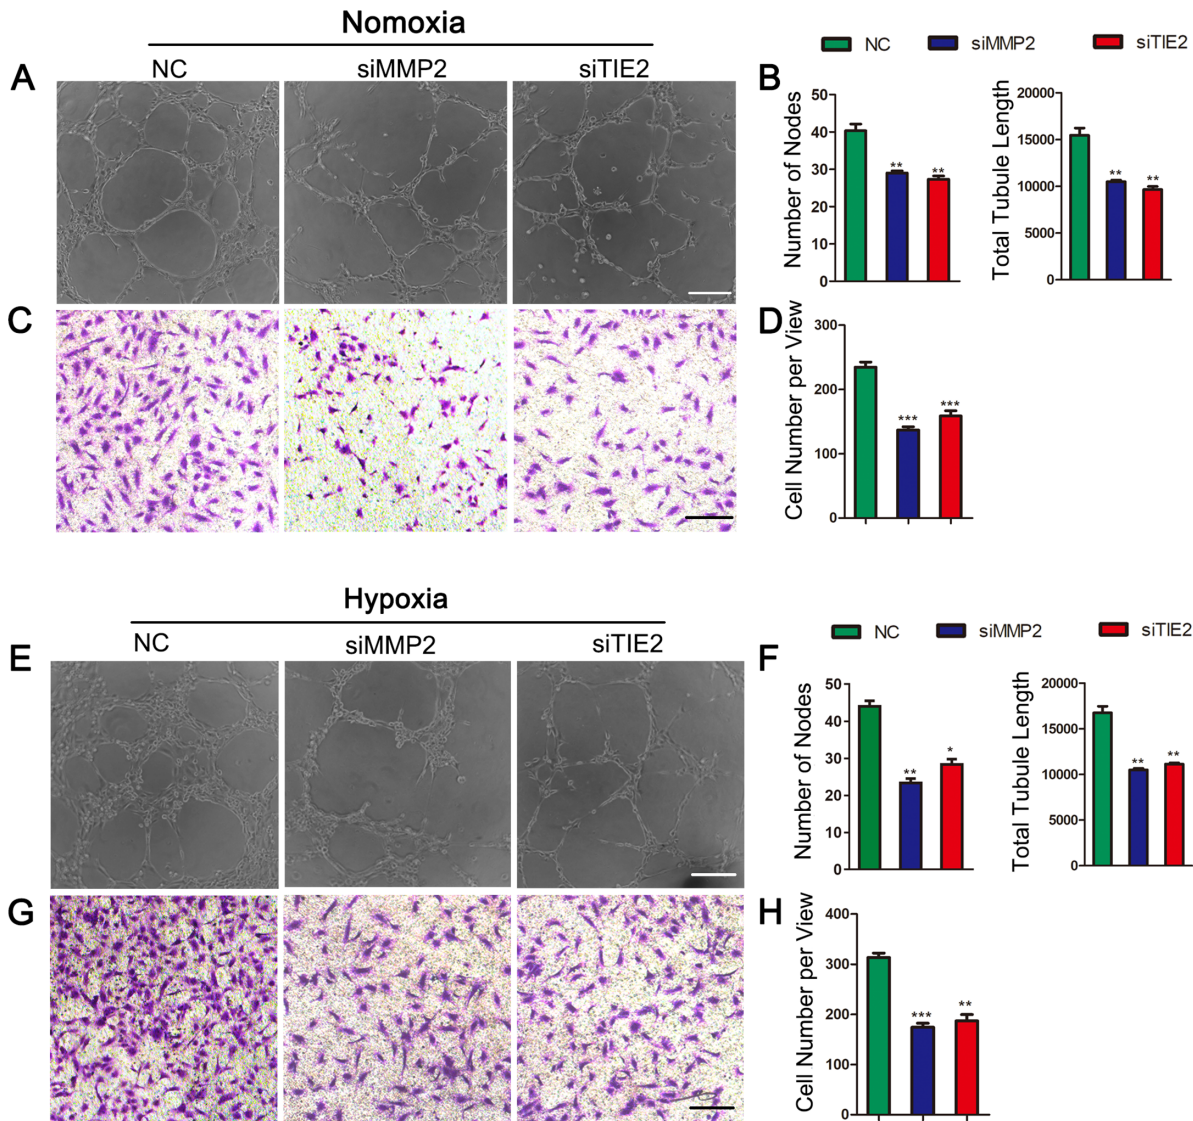 Nomoxia
NC siMMP2 siTIE2
NC siMMP2 siTIE2
A
B
Number of Nodes
50
40
30
20
10
0
** **
Total Tubule Length
20000
15000
10000
5000
0
** **
C
D
Cell Number per View
300
200
100
0
*** ***
Hypoxia
NC siMMP2 siTIE2
NC siMMP2 siTIE2
E
F
Number of Nodes
50
40
30
20
10
0
** *
Total Tubule Length
20000
15000
10000
5000
0
** **
G
H
Cell Number per View
400
300
200
100
0
*** **